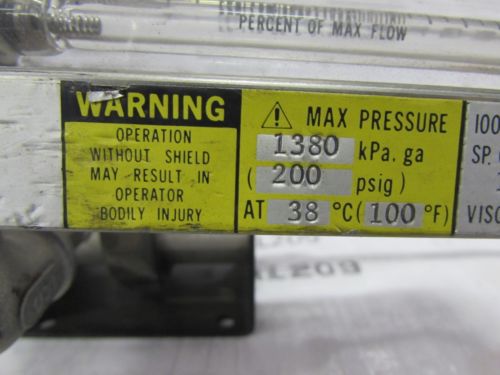 PERCENT OF MAX FLOW
WARNING
OPERATION
WITHOUT SHIELD
MAY RESULT IN
OPERATOR
BODILY INJURY
MAX PRESSURE
1380 kPa, ga
(200 psig)
AT 38 °C (100 °F)
100
SP.
VISC